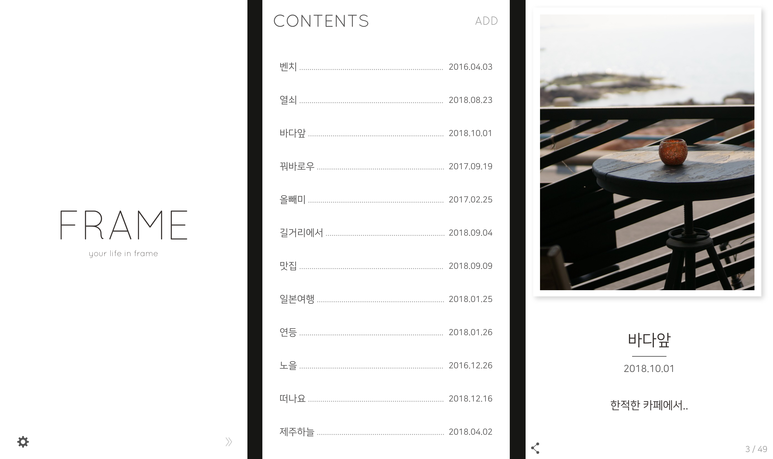 FRAME
your life in frame
CONTENTS ADD
벤치 2016.04.03
열쇠 2018.08.23
바다앞 2018.10.01
꿔바로우 2017.09.19
올빼미 2017.02.25
길거리에서 2018.09.04
맛집 2018.09.09
일본여행 2018.01.25
연등 2018.01.26
노을 2016.12.26
떠나요 2018.12.16
제주하늘 2018.04.02
바다앞
2018.10.01
한적한 카페에서..
3 / 49